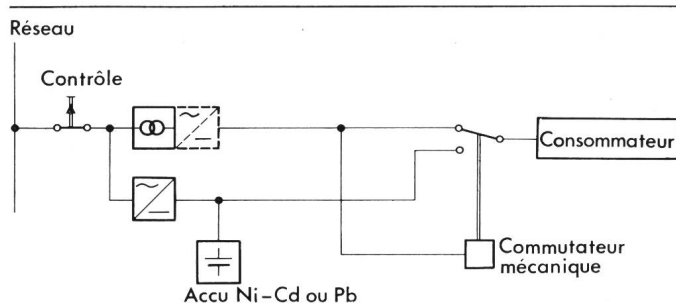 Réseau
Contrôle
Consommateur
Commutateur
mécanique
Accu Ni-Cd ou Pb